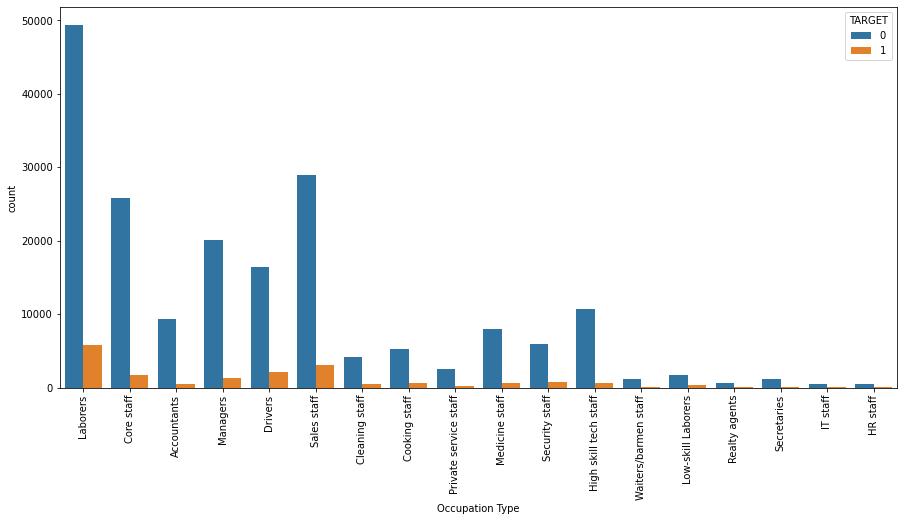 TARGET
0
1
50000
40000
30000
20000
10000
0
count
Laborers
Core staff
Accountants
Managers
Drivers
Sales staff
Cleaning staff
Cooking staff
Private service staff
Medicine staff
Security staff
High skill tech staff
Waiters/barmen staff
Low-skill Laborers
Realty agents
Secretaries
IT staff
HR staff
Occupation Type